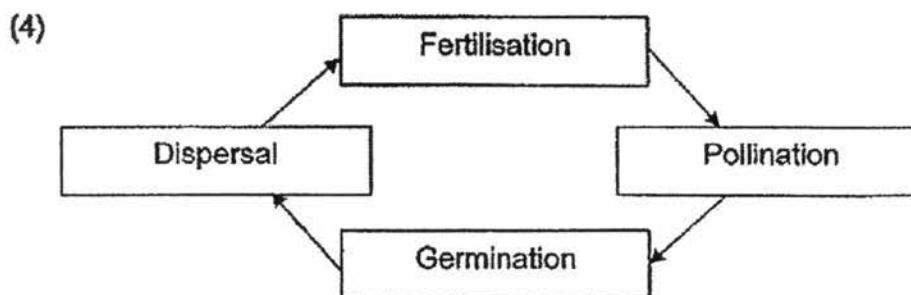 (4)
Fertilisation
Dispersal
Pollination
Germination